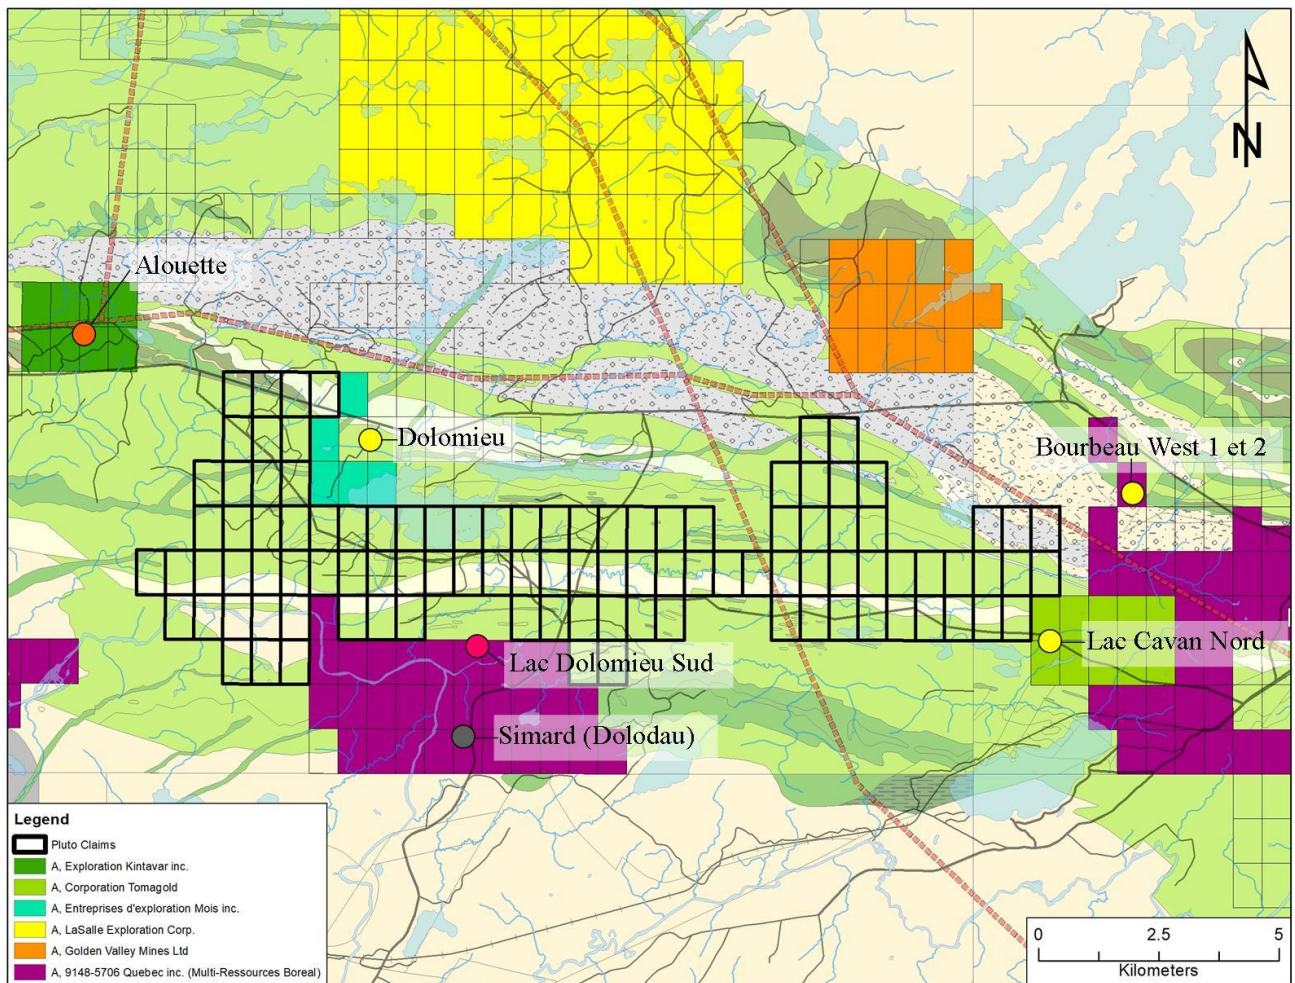 N
Alouette
Dolomieu
Bourbeau West 1 et 2
Lac Cavan Nord
Lac Dolomieu Sud
Simard (Dolodau)
Legend
Pluto Claims
A, Exploration Kintavar inc.
A, Corporation Tomagold
A, Entreprises d'exploration Mois inc.
A, LaSalle Exploration Corp.
A, Golden Valley Mines Ltd
A, 9148-5706 Quebec inc. (Multi-Ressources Boreal)
0 2.5 5
Kilometers